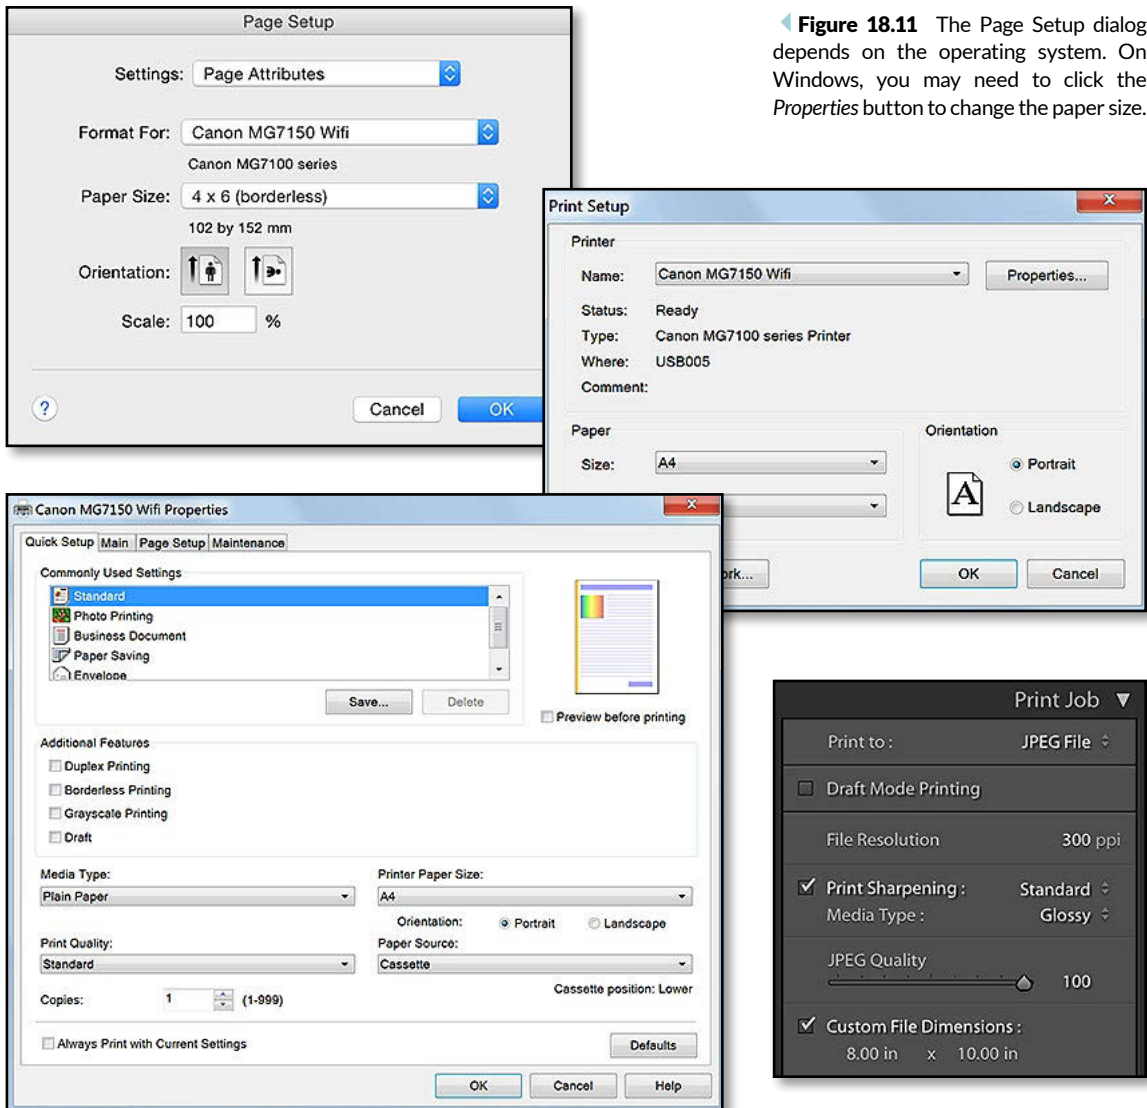 Page Setup
Settings: Page Attributes
Format For: Canon MG7150 Wifi
Canon MG7100 series
Paper Size: 4 x 6 (borderless)
102 by 152 mm
Orientation:
Scale: 100 %
? Cancel OK
Figure 18.11 The Page Setup dialog
depends on the operating system. On
Windows, you may need to click the
Properties button to change the paper size.
Print Setup
Printer
Name: Canon MG7150 Wifi Properties...
Status: Ready
Type: Canon MG7100 series Printer
Where: USB005
Comment:
Paper Orientation
Size: A4 Portrait
A Landscape
ork... OK Cancel
Canon MG7150 Wifi Properties
Quick Setup Main Page Setup Maintenance
Commonly Used Settings
Standard
Photo Printing
Business Document
Paper Saving
Envelope
Save... Delete
Preview before printing
Additional Features
Duplex Printing
Borderless Printing
Grayscale Printing
Draft
Media Type: Printer Paper Size:
Plain Paper A4
Orientation: Portrait Landscape
Print Quality: Paper Source:
Standard Cassette
Copies: 1 (1-999) Cassette position: Lower
Always Print with Current Settings Defaults
OK Cancel Help
Print Job
Print to : JPEG File
Draft Mode Printing
File Resolution 300 ppi
Print Sharpening : Standard
Media Type : Glossy
JPEG Quality
100
Custom File Dimensions :
8.00 in x 10.00 in